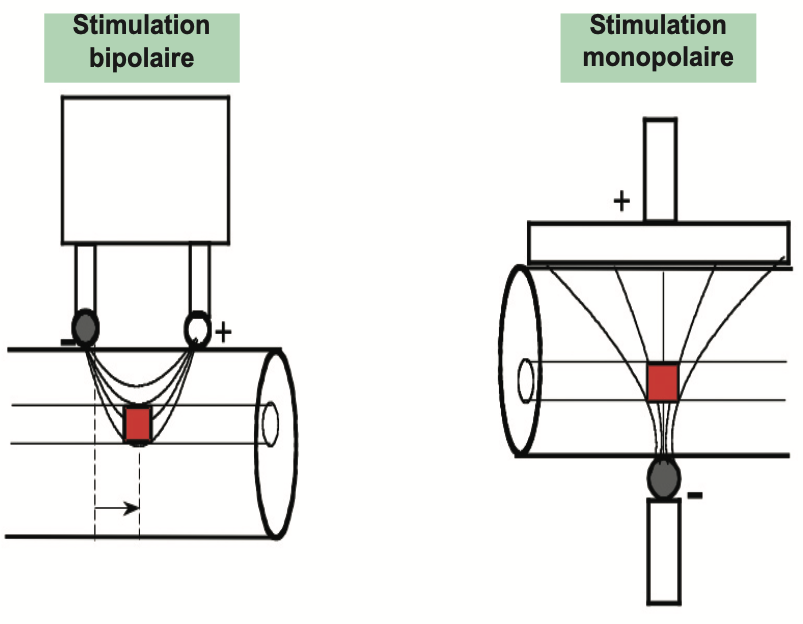 Stimulation
bipolaire
Stimulation
monopolaire
+
-
+
-